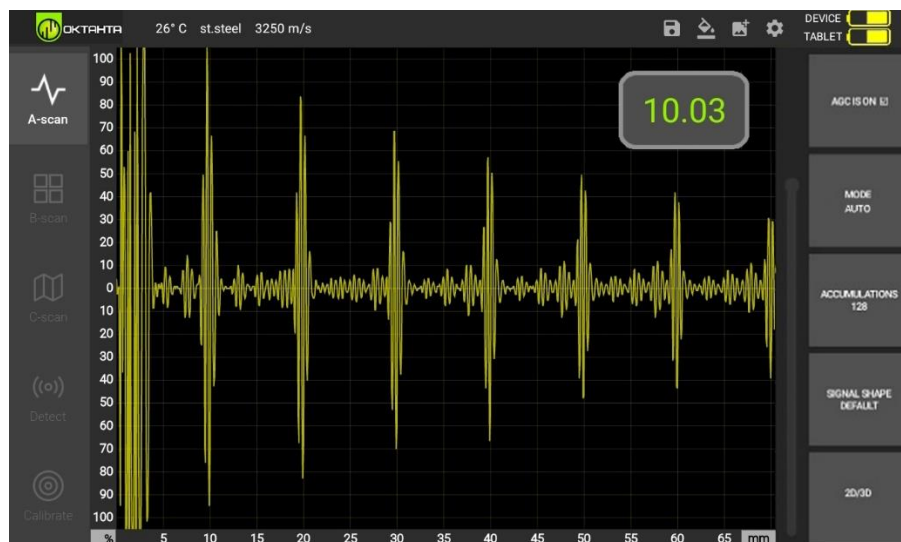 ОКТАНТА 26° C st.steel 3250 m/s
DEVICE
TABLET
A-scan
B-scan
C-scan
Detect
Calibrate
100
90
80
70
60
50
40
30
20
10
0
10
20
30
40
50
60
70
80
90
100
% 5 10 15 20 25 30 35 40 45 50 55 60 65 mm
10.03
AGC IS ON
MODE
AUTO
ACCUMULATIONS
128
SIGNAL SHAPE
DEFAULT
2D/3D